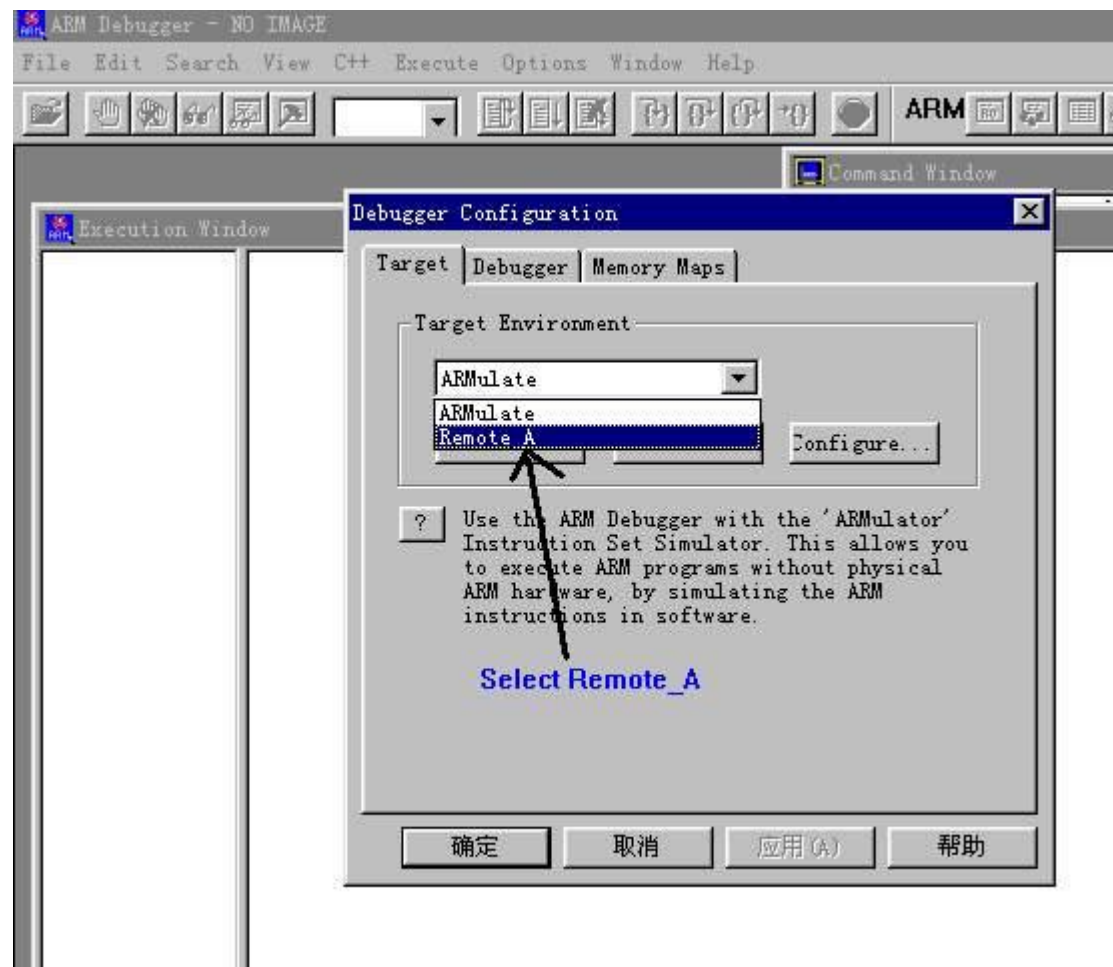 ARM Debugger - NO IMAGE
File Edit Search View C++ Execute Options Window Help
ARM
Command Window
Execution Window
Debugger Configuration
Target Debugger Memory Maps
Target Environment
ARMulate
ARMulate
Remote_A
Configure...
? Use the ARM Debugger with the 'ARMulator'
Instruction Set Simulator. This allows you
to execute ARM programs without physical
ARM hardware, by simulating the ARM
instructions in software.
Select Remote_A
确定 取消 应用(A) 帮助